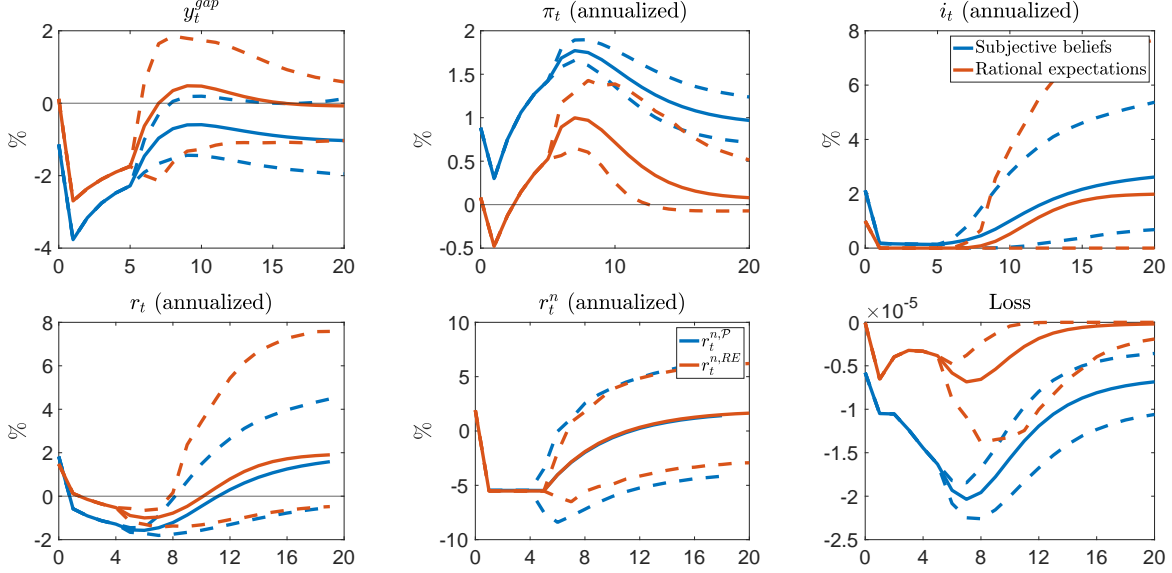 y_t^{gap}
%
2
0
-2
-4
0 5 10 15 20
π_t (annualized)
2
1.5
1
0.5
0
-0.5
0 5 10 15 20
i_t (annualized)
8
6
4
2
0
0 5 10 15 20
Subjective beliefs
Rational expectations
r_t (annualized)
%
8
6
4
2
0
-2
0 4 8 12 16 20
r_t^n (annualized)
%
10
5
0
-5
-10
0 4 8 12 16 20
r_t^{n,P}
r_t^{n,RE}
Loss
×10^{-5}
0
-0.5
-1
-1.5
-2
-2.5
0 4 8 12 16 20
%